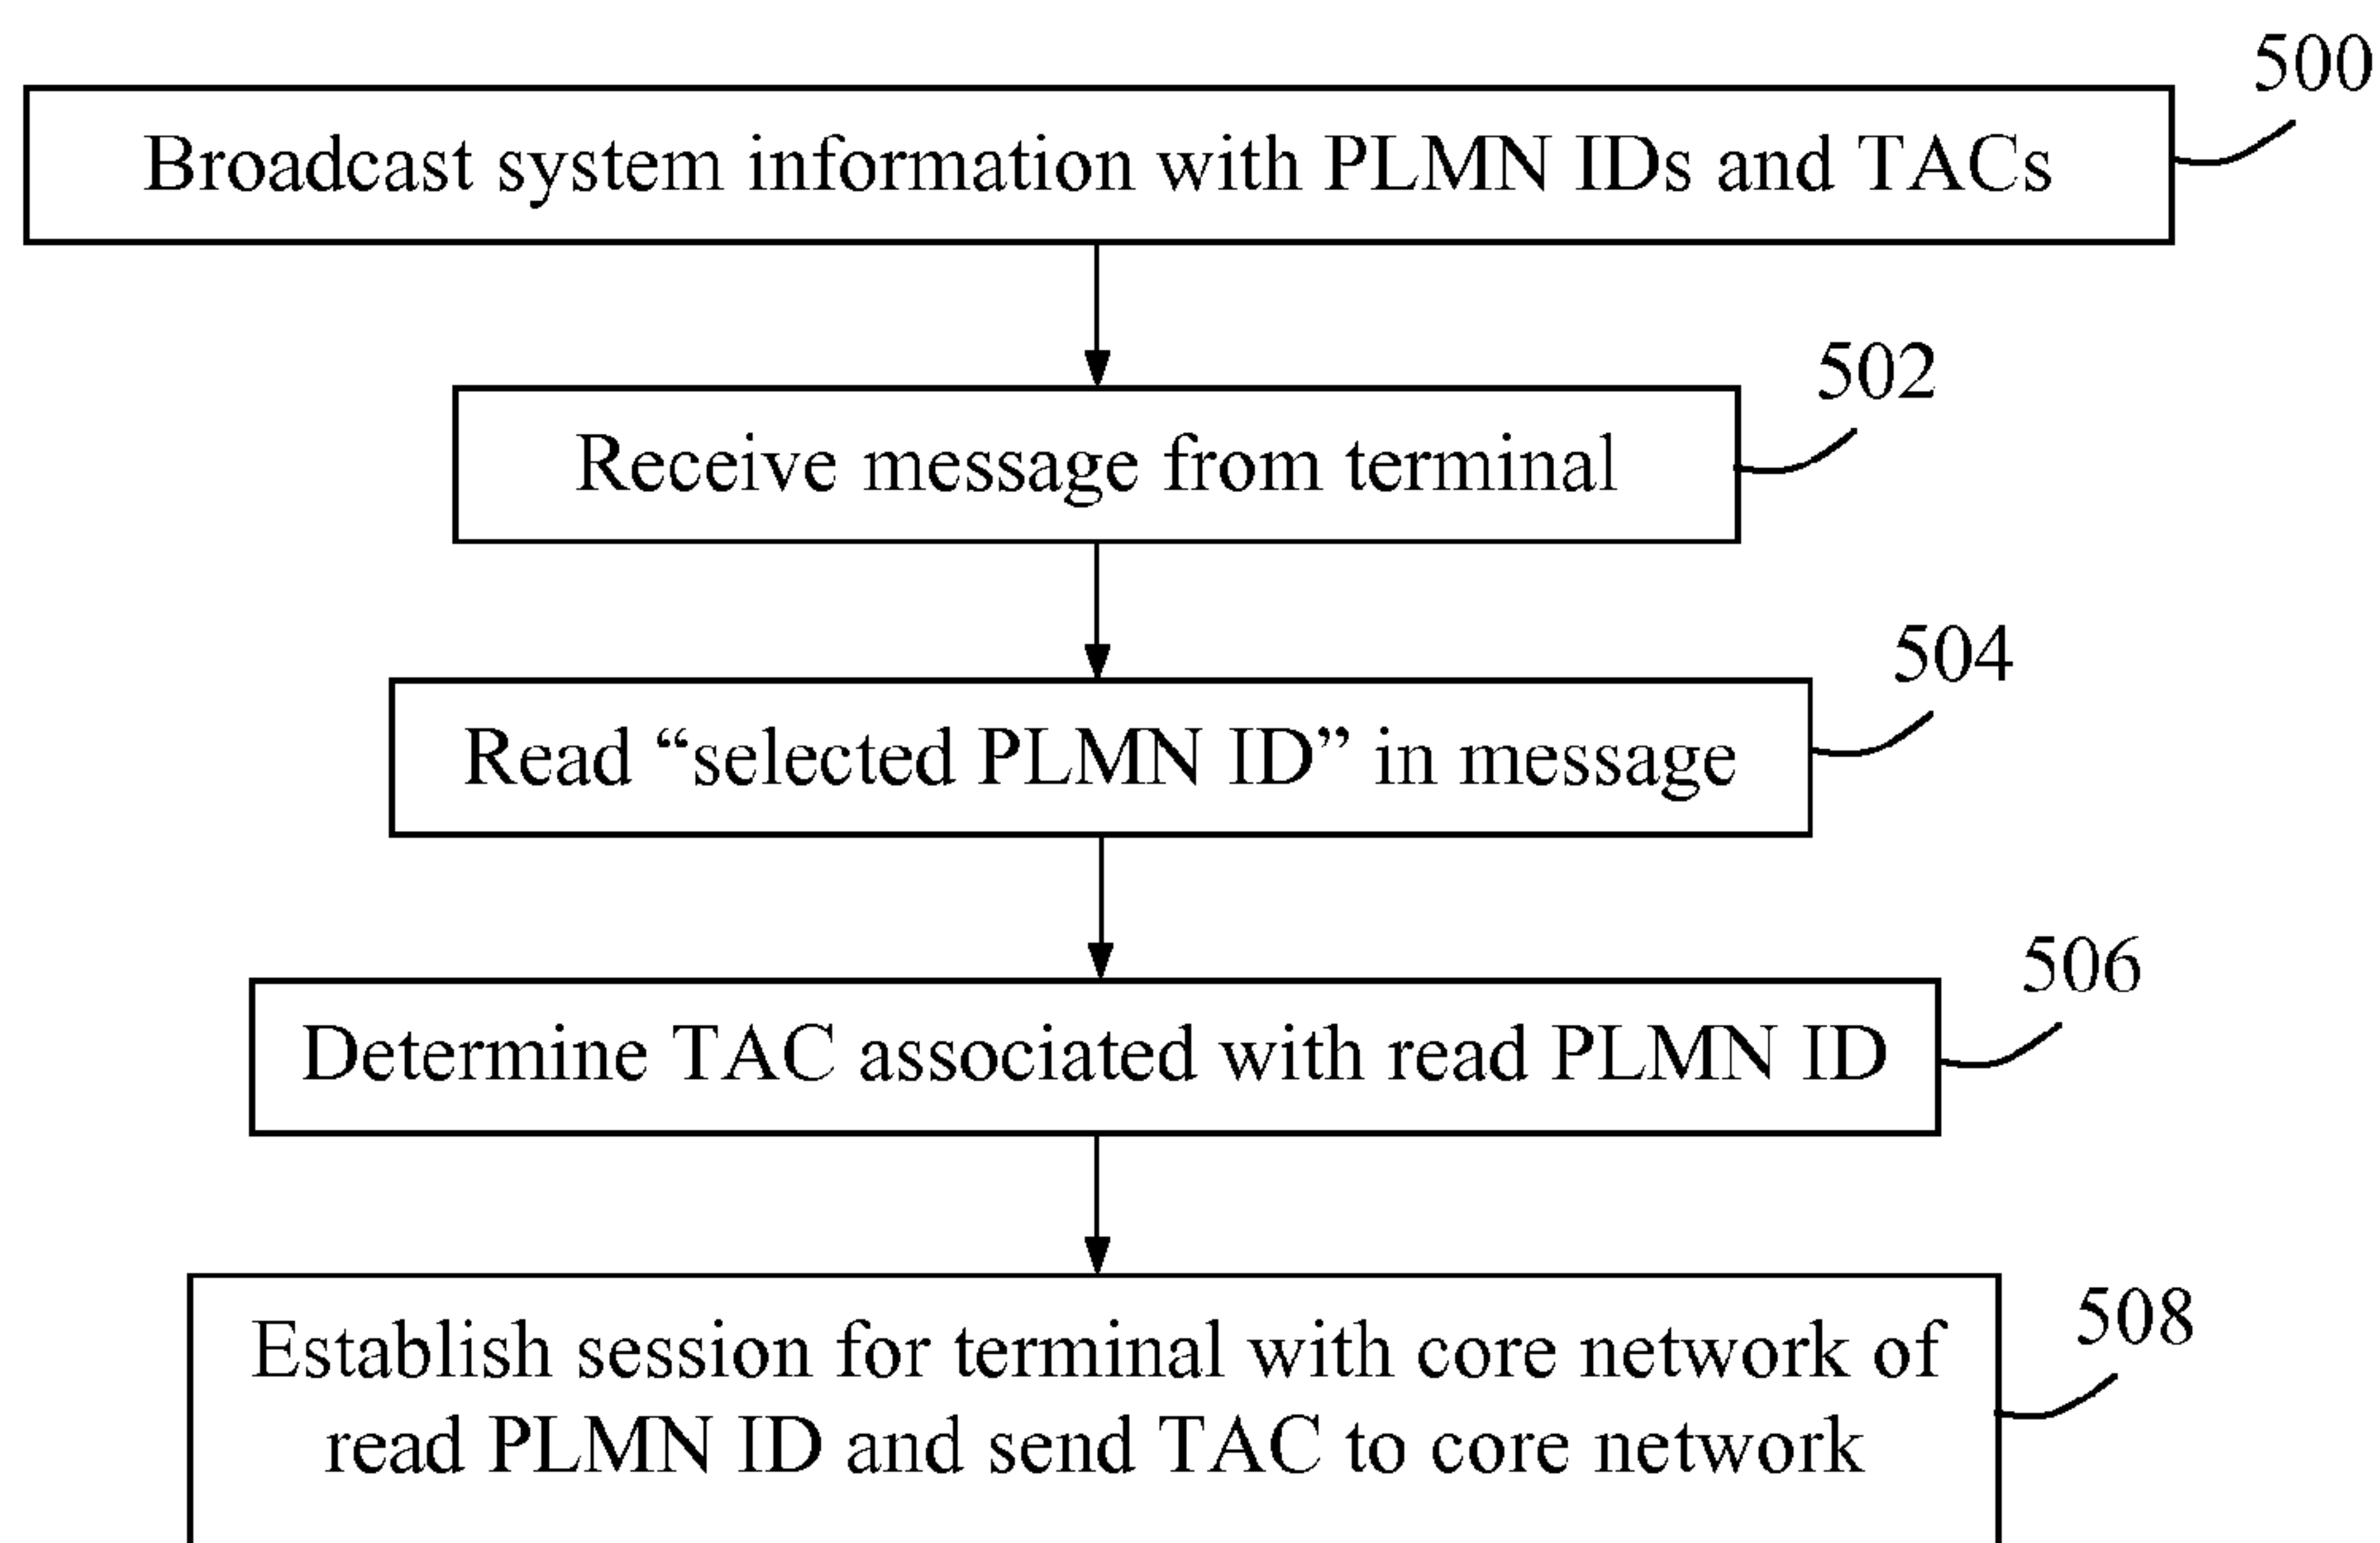 500
Broadcast system information with PLMN IDs and TACs
502
Receive message from terminal
504
Read “selected PLMN ID” in message
506
Determine TAC associated with read PLMN ID
508
Establish session for terminal with core network of
read PLMN ID and send TAC to core network